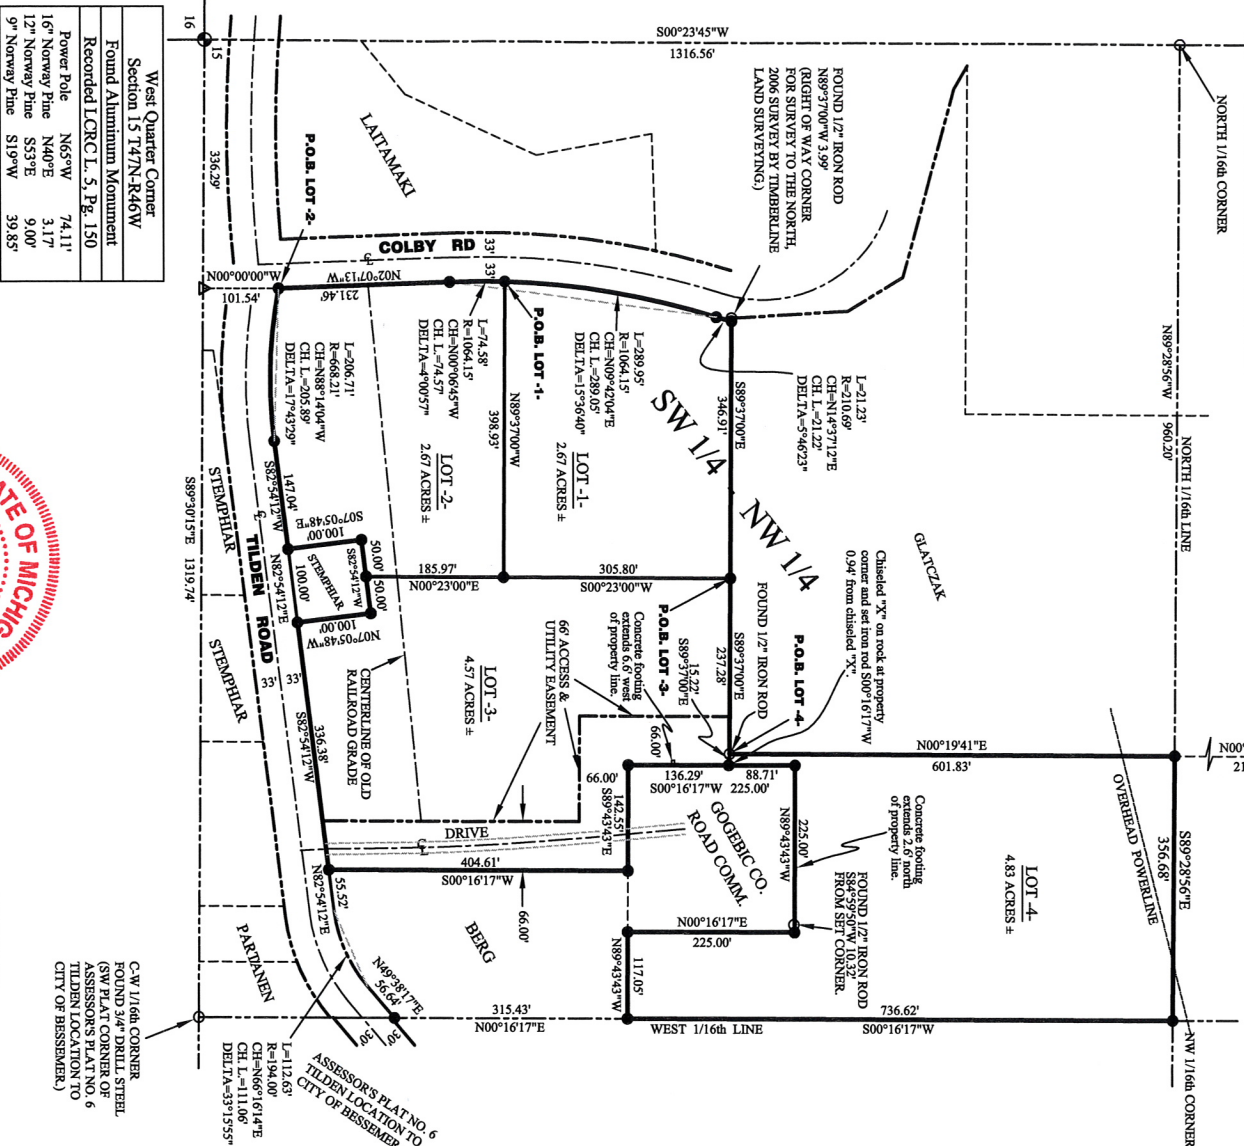 West Quarter Corner
Section 15 T47N-R46W
Found Aluminum Monument
Recorded LCRC L. 5, Pg. 150
Power Pole N65°W 74.11'
16" Norway Pine N40°E 3.17'
12" Norway Pine S53°E 9.00'
9" Norway Pine S19°W 39.85'
16
15
S00°23'45"W
1316.56'
NORTH 1/16th CORNER
N89°28'56"W 960.20'
NORTH 1/16th LINE
LAITAMAKI
FOUND 1/2" IRON ROD
N89°37'00"W 3.99'
(RIGHT OF WAY CORNER
FOR SURVEY TO THE NORTH,
2006 SURVEY BY TIMBERLINE
LAND SURVEYING.)
336.29'
P.O.B. LOT -2-
COLBY RD
33'
33'
N00°00'00"W
101.54'
N02°07'13"W
231.46'
L=74.58'
R=1064.15'
CH=N00°06'45"W
CH. L.=74.57'
DELTA=4°00'57"
P.O.B. LOT -1-
L=289.95'
R=1064.15'
CH=N09°42'04"E
CH. L.=289.05'
DELTA=15°36'40"
L=21.23'
R=210.69'
CH=N14°37'12"E
CH. L.=21.22'
DELTA=5°46'23"
S89°37'00"E
346.91'
SW 1/4
NW 1/4
GLATCZAK
L=206.71'
R=668.21'
CH=N88°14'04"W
CH. L.=205.89'
DELTA=17°43'29"
N89°37'00"W
398.93'
LOT -2-
2.67 ACRES ±
LOT -1-
2.67 ACRES ±
147.04'
S82°54'12"W
S07°05'48"E
100.00'
50.00'
50.00'
S82°54'12"W
STEMPHIAR
100.00'
N82°54'12"E
100.00'
N07°05'48"W
185.97'
N00°23'00"E
305.80'
S00°23'00"W
STEMPHIAR
S89°30'15"E 1319.74'
TILDEN ROAD
STEMPHIAR
33'
33'
336.38'
S82°54'12"W
CENTERLINE OF OLD
RAILROAD GRADE
LOT -3-
4.57 ACRES ±
66' ACCESS &
UTILITY EASEMENT
Concrete footing
extends 6.6' west
of property line.
P.O.B. LOT -3-
15.22'
S89°37'00"E
S89°37'00"E
237.28'
FOUND 1/2" IRON ROD
P.O.B. LOT -4-
Chiseled "X" on rock at property
corner and set iron rod S00°16'17"W
0.94' from chiseled "X".
N00°19'41"E
601.83'
66.00'
66.00'
136.29'
S00°16'17"W
88.71'
225.00'
142.55'
S89°43'43"E
GOGEBIC CO.
ROAD COMM.
225.00'
N89°43'43"W
Concrete footing
extends 2.6' north
of property line.
FOUND 1/2" IRON ROD
S84°59'50"W 10.32'
FROM SET CORNER.
LOT -4-
4.83 ACRES ±
OVERHEAD POWERLINE
S89°28'56"E
356.68'
DRIVE
404.61'
S00°16'17"W
66.00'
N00°16'17"E
225.00'
55.52'
N82°54'12"E
BERG
PARTANEN
N49°38'17"E
56.64'
315.43'
N00°16'17"E
117.05'
N89°43'43"W
WEST 1/16th LINE
736.62'
S00°16'17"W
NW 1/16th CORNER
30'
30'
C-W 1/16th CORNER
FOUND 3/4" DRILL STEEL
(SW PLAT CORNER OF
ASSESSOR'S PLAT NO. 6
TILDEN LOCATION TO
CITY OF BESSEMER.)
L=112.63'
R=194.00'
CH=N66°16'14"E
CH. L.=111.06'
DELTA=33°15'55"
ASSESSOR'S PLAT NO. 6
TILDEN LOCATION TO
CITY OF BESSEMER
N00°
21
ATE OF MICHIG